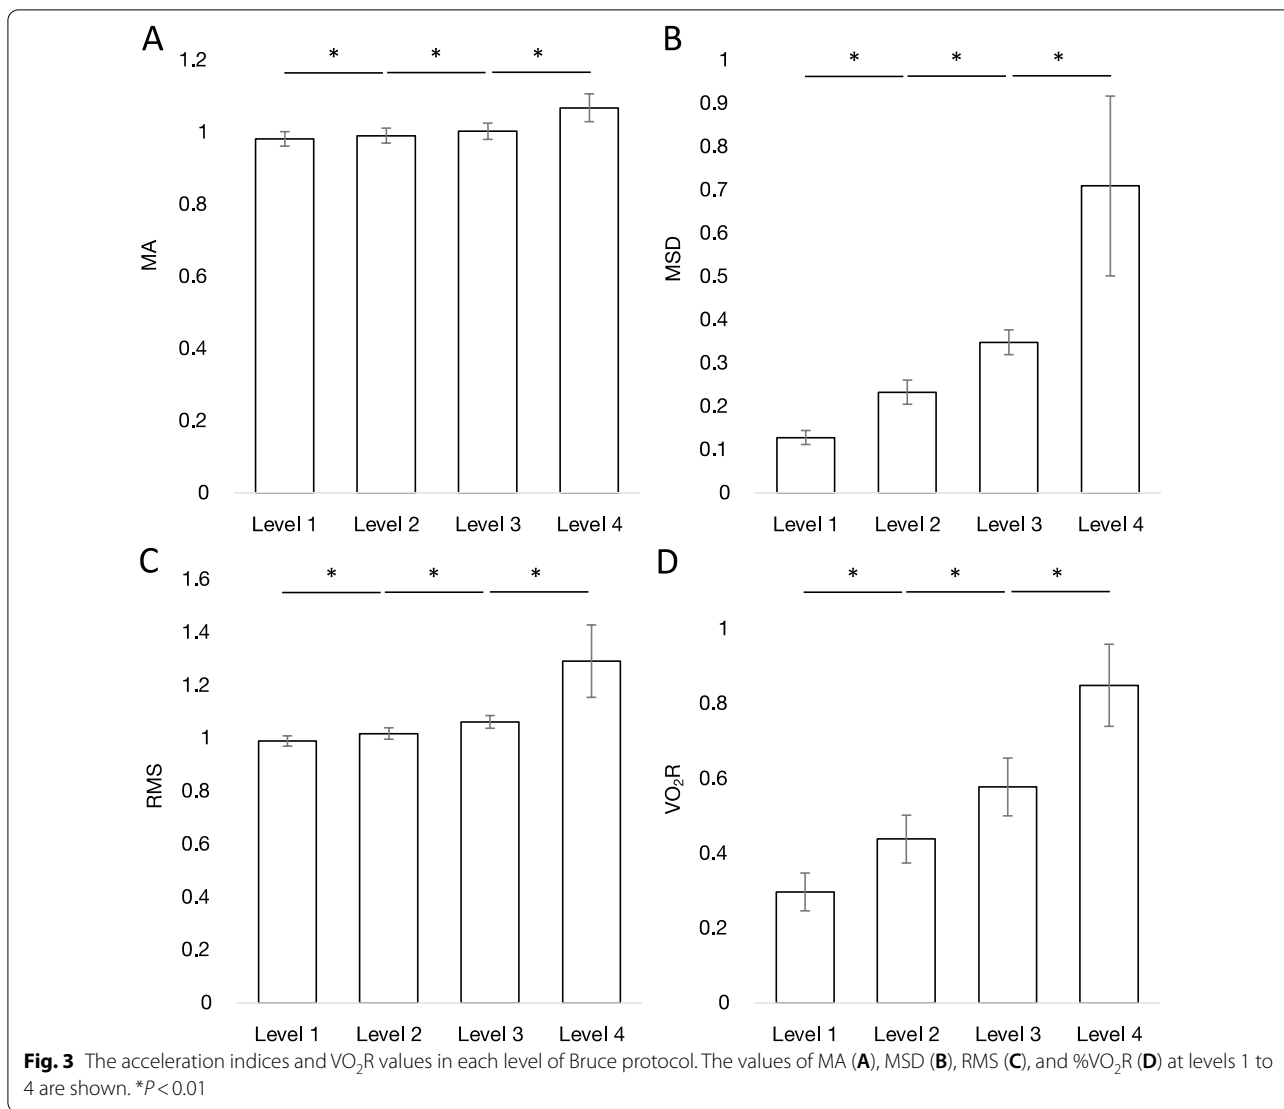 A
* * *
1.2
1
0.8
0.6
0.4
0.2
0
MA
Level 1 Level 2 Level 3 Level 4
B
* * *
1
0.9
0.8
0.7
0.6
0.5
0.4
0.3
0.2
0.1
0
MSD
Level 1 Level 2 Level 3 Level 4
C
* * *
1.6
1.4
1.2
1
0.8
0.6
0.4
0.2
0
RMS
Level 1 Level 2 Level 3 Level 4
D
* * *
1
0.8
0.6
0.4
0.2
0
VO₂R
Level 1 Level 2 Level 3 Level 4
Fig. 3 The acceleration indices and VO₂R values in each level of Bruce protocol. The values of MA (A), MSD (B), RMS (C), and %VO₂R (D) at levels 1 to
4 are shown. *P < 0.01